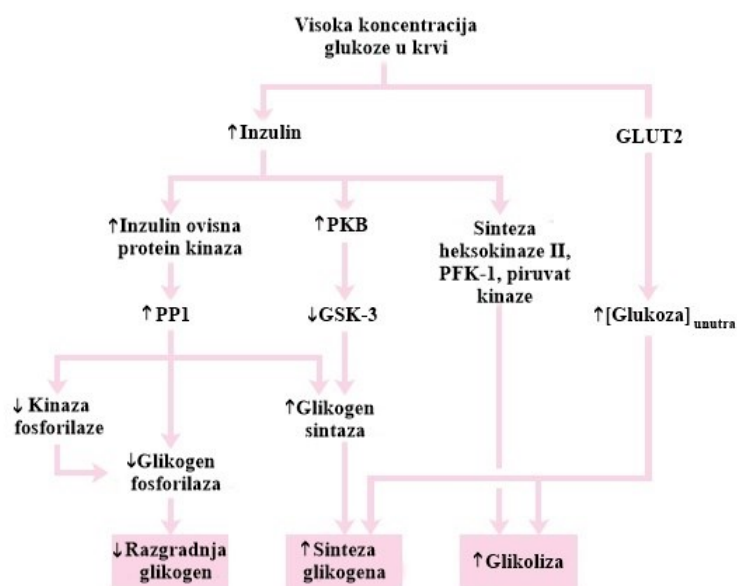 Visoka koncentracija
glukoze u krvi
↑Inzulin
GLUT2
↑Inzulin ovisna
protein kinaza
↑PKB
Sinteza
heksokinaze II,
PFK-1, piruvat
kinaze
↑PP1
↓GSK-3
↑[Glukoza]unutra
↓ Kinaza
fosforilaze
↑Glikogen
sintaza
↓Glikogen
fosforilaza
↓Razgradnja
glikogen
↑ Sinteza
glikogena
↑Glikoliza